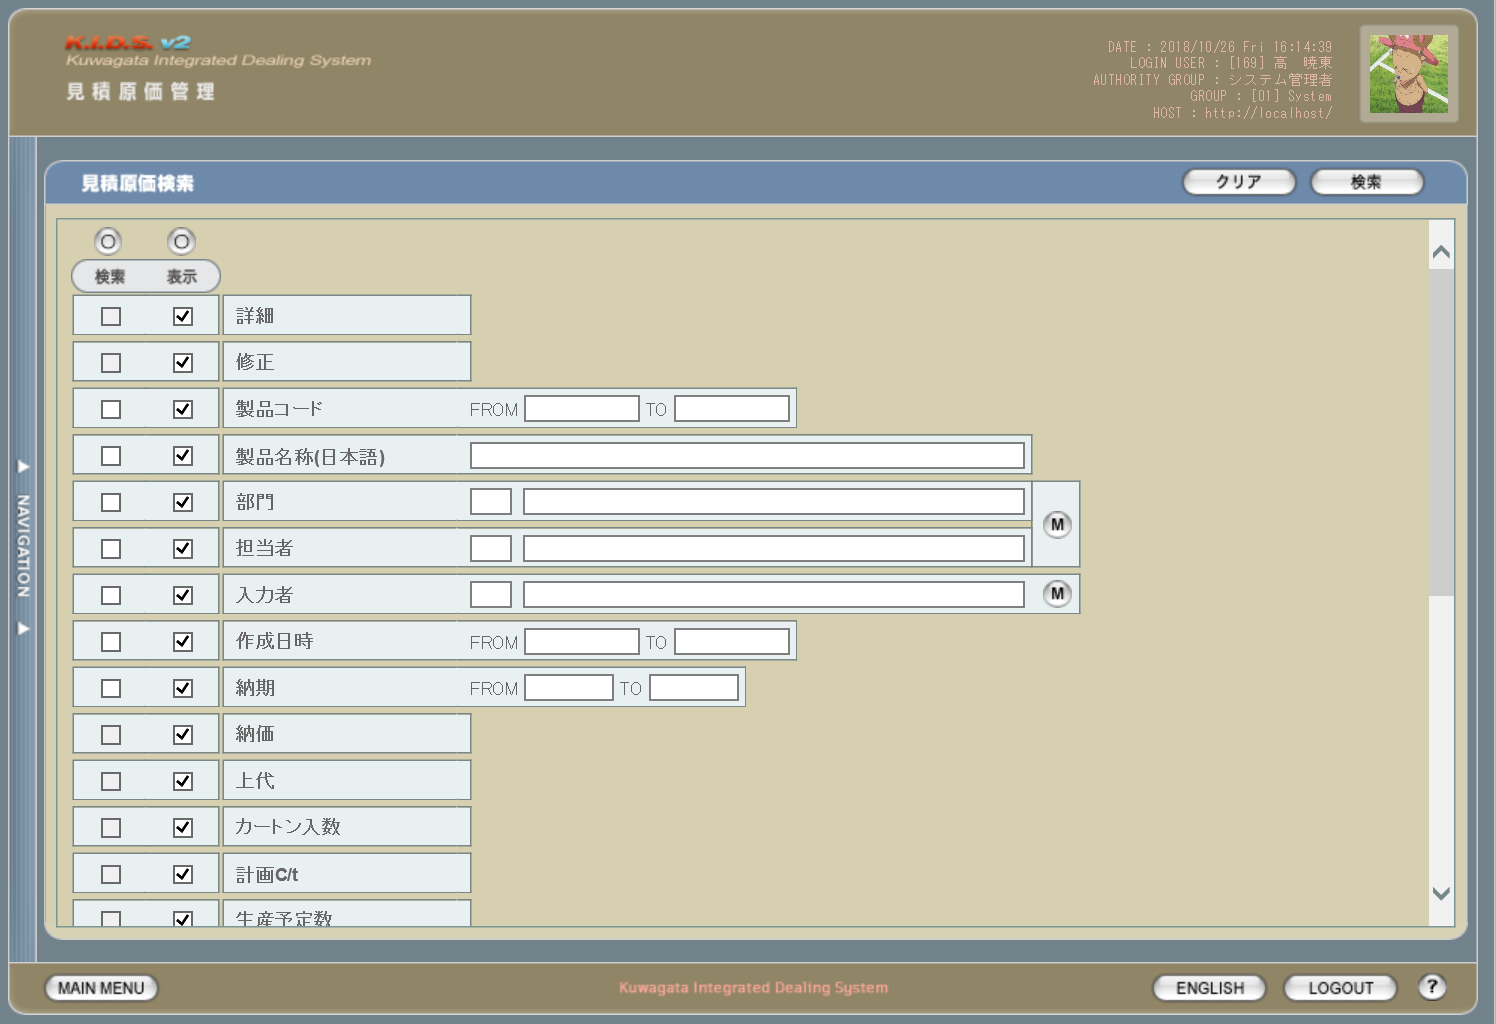 K.I.D.S. v2
Kuwagata Integrated Dealing System
見積原価管理
DATE : 2018/10/26 Fri 16:14:39
LOGIN USER : [169] 高 暁東
AUTHORITY GROUP : システム管理者
GROUP : [01] System
HOST : http://localhost/
見積原価検索
クリア
検索
検索 表示
詳細
修正
製品コード FROM TO
製品名称(日本語)
部門
M
担当者
入力者 M
作成日時 FROM TO
納期 FROM TO
納価
上代
カートン入数
計画C/t
生産予定数
NAVIGATION
MAIN MENU
Kuwagata Integrated Dealing System
ENGLISH
LOGOUT
?